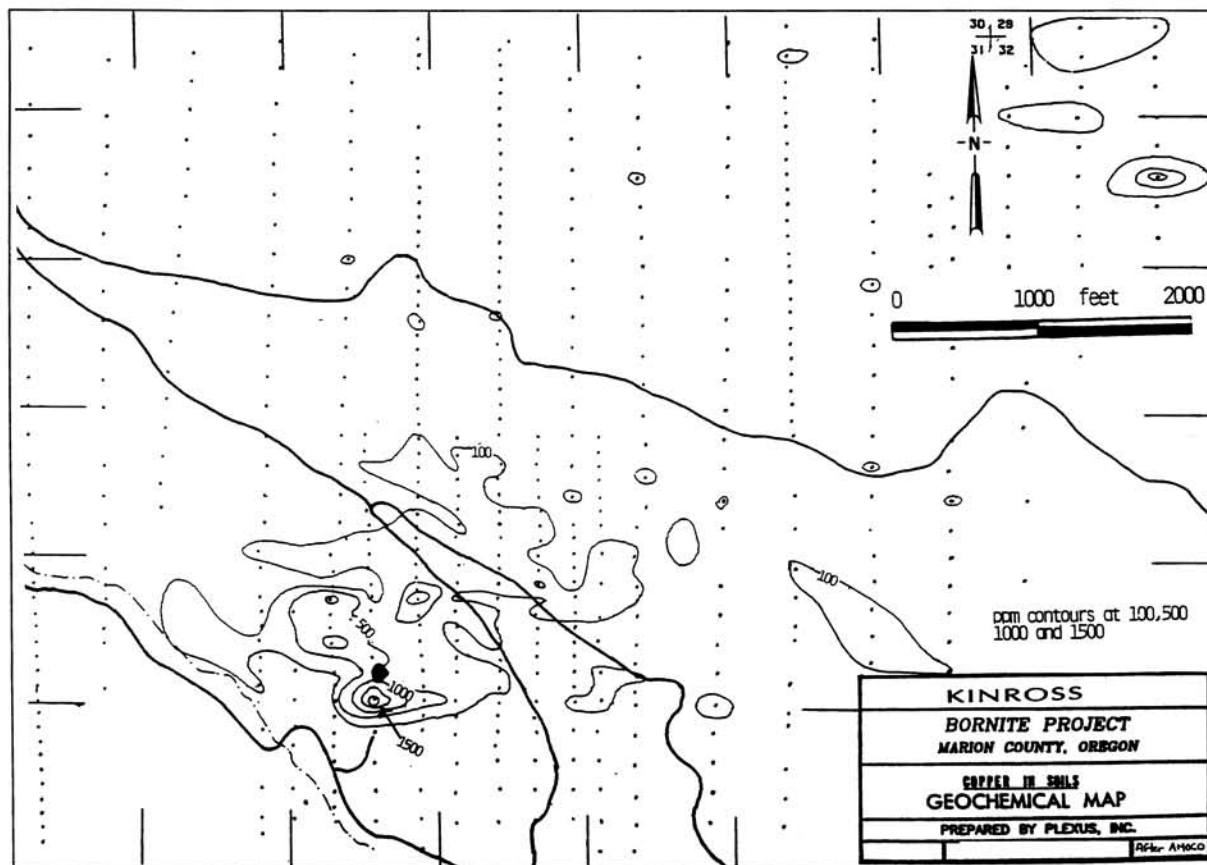 30 29
31 32
-N-
0 1000 feet 2000
100
100
500
1000
1500
ppm contours at 100,500
1000 and 1500
KINROSS
BORNITE PROJECT
MARION COUNTY, OREGON
COPPER IN SOILS
GEOCHEMICAL MAP
PREPARED BY PLEXUS, INC.
After AMOCO